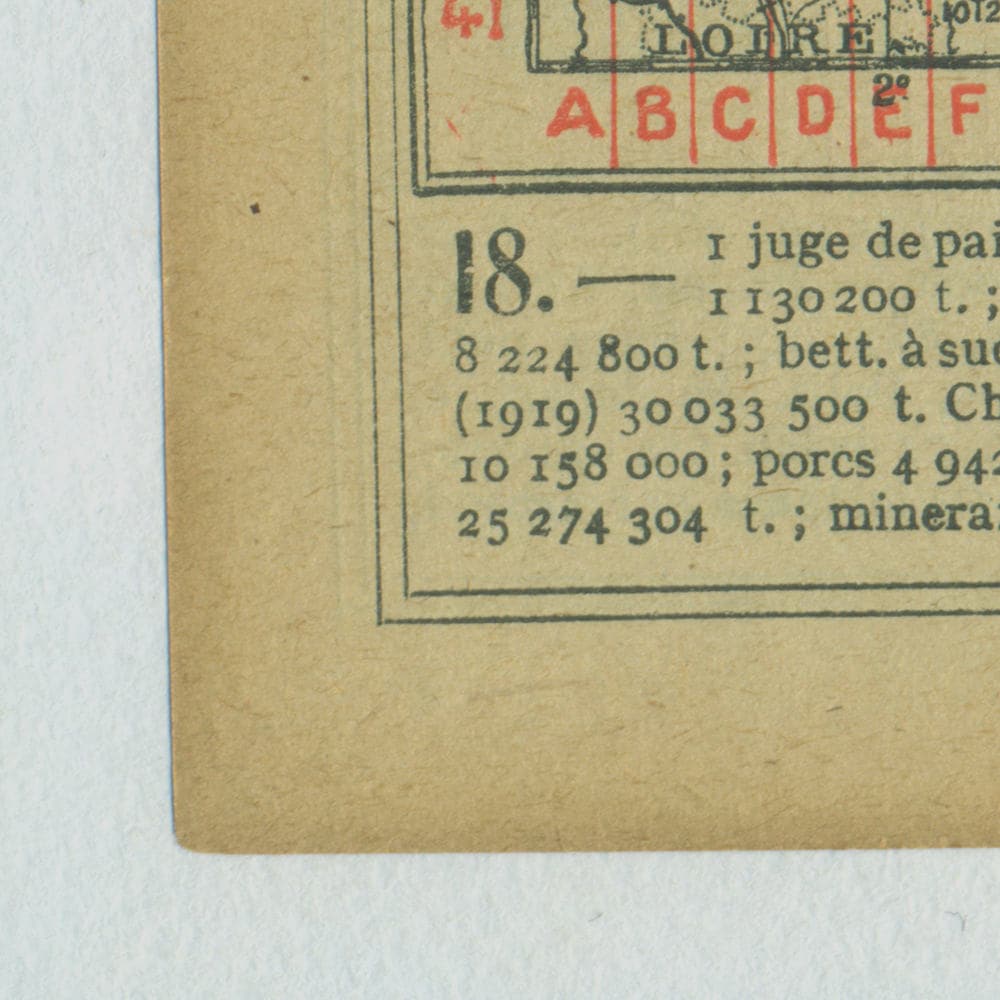 41
LOIRE
2°
A B C D E F
18. — 1 juge de pai
1 130 200 t. ;
8 224 800 t. ; bett. à suc
(1919) 30 033 500 t. Ch
10 158 000 ; porcs 4 942
25 274 304 t. ; minera